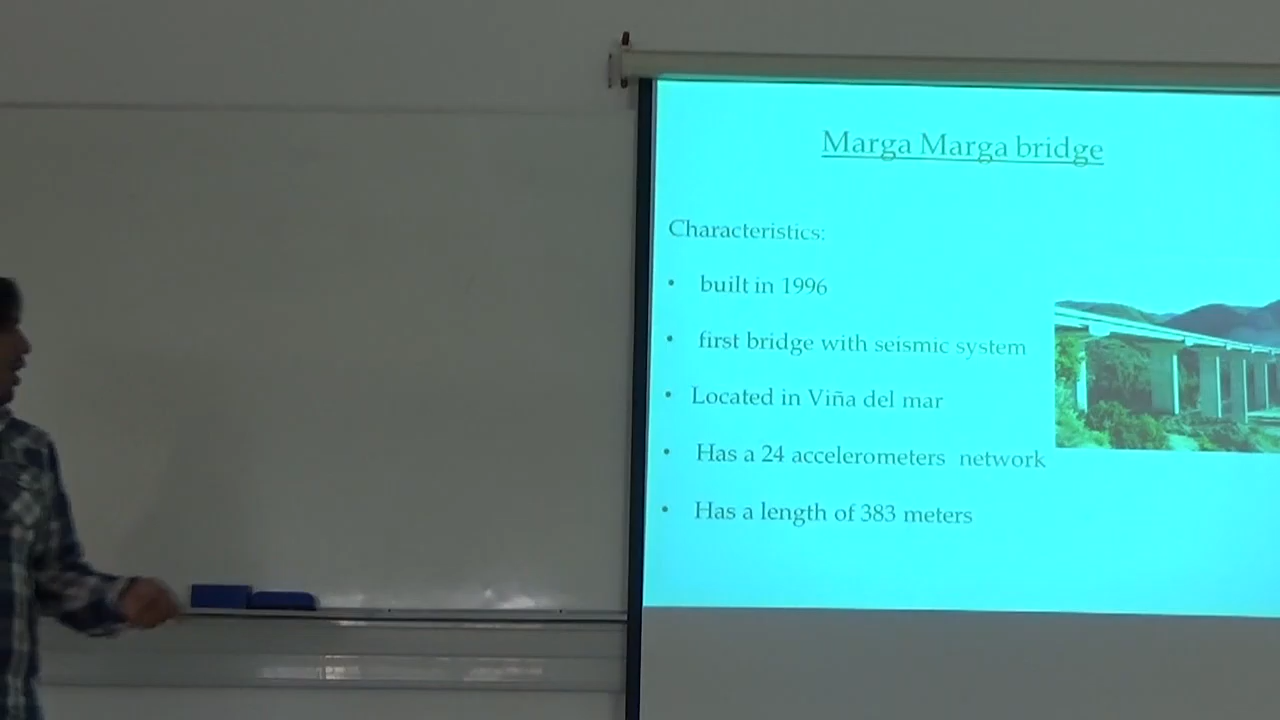 Marga Marga bridge
Characteristics:
• built in 1996
• first bridge with seismic system
• Located in Viña del mar
• Has a 24 accelerometers network
• Has a length of 383 meters